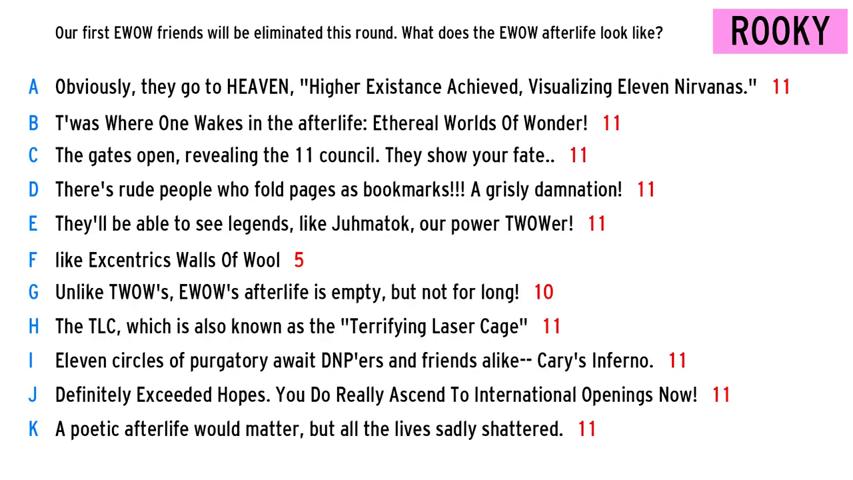 Our first EWOW friends will be eliminated this round. What does the EWOW afterlife look like?
ROOKY
A Obviously, they go to HEAVEN, "Higher Existance Achieved, Visualizing Eleven Nirvanas." 11
B T'was Where One Wakes in the afterlife: Ethereal Worlds Of Wonder! 11
C The gates open, revealing the 11 council. They show your fate.. 11
D There's rude people who fold pages as bookmarks!!! A grisly damnation! 11
E They'll be able to see legends, like Juhmatok, our power TWOWer! 11
F like Excentrics Walls Of Wool 5
G Unlike TWOW's, EWOW's afterlife is empty, but not for long! 10
H The TLC, which is also known as the "Terrifying Laser Cage" 11
I Eleven circles of purgatory await DNP'ers and friends alike-- Cary's Inferno. 11
J Definitely Exceeded Hopes. You Do Really Ascend To International Openings Now! 11
K A poetic afterlife would matter, but all the lives sadly shattered. 11